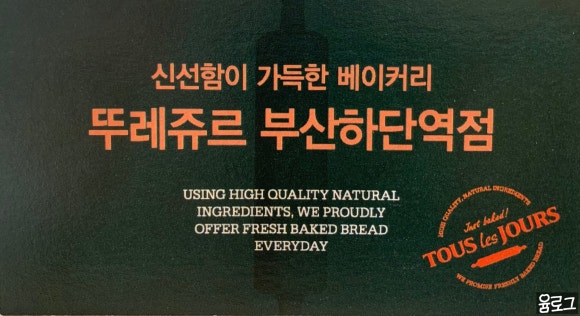 신선함이 가득한 베이커리
뚜레쥬르 부산하단역점
USING HIGH QUALITY NATURAL
INGREDIENTS, WE PROUDLY
OFFER FRESH BAKED BREAD
EVERYDAY
HIGH QUALITY, NATURAL INGREDIENTS
Just baked!
TOUS les JOURS
WE PROMISE FRESHLY BAKED BREAD
윰로그